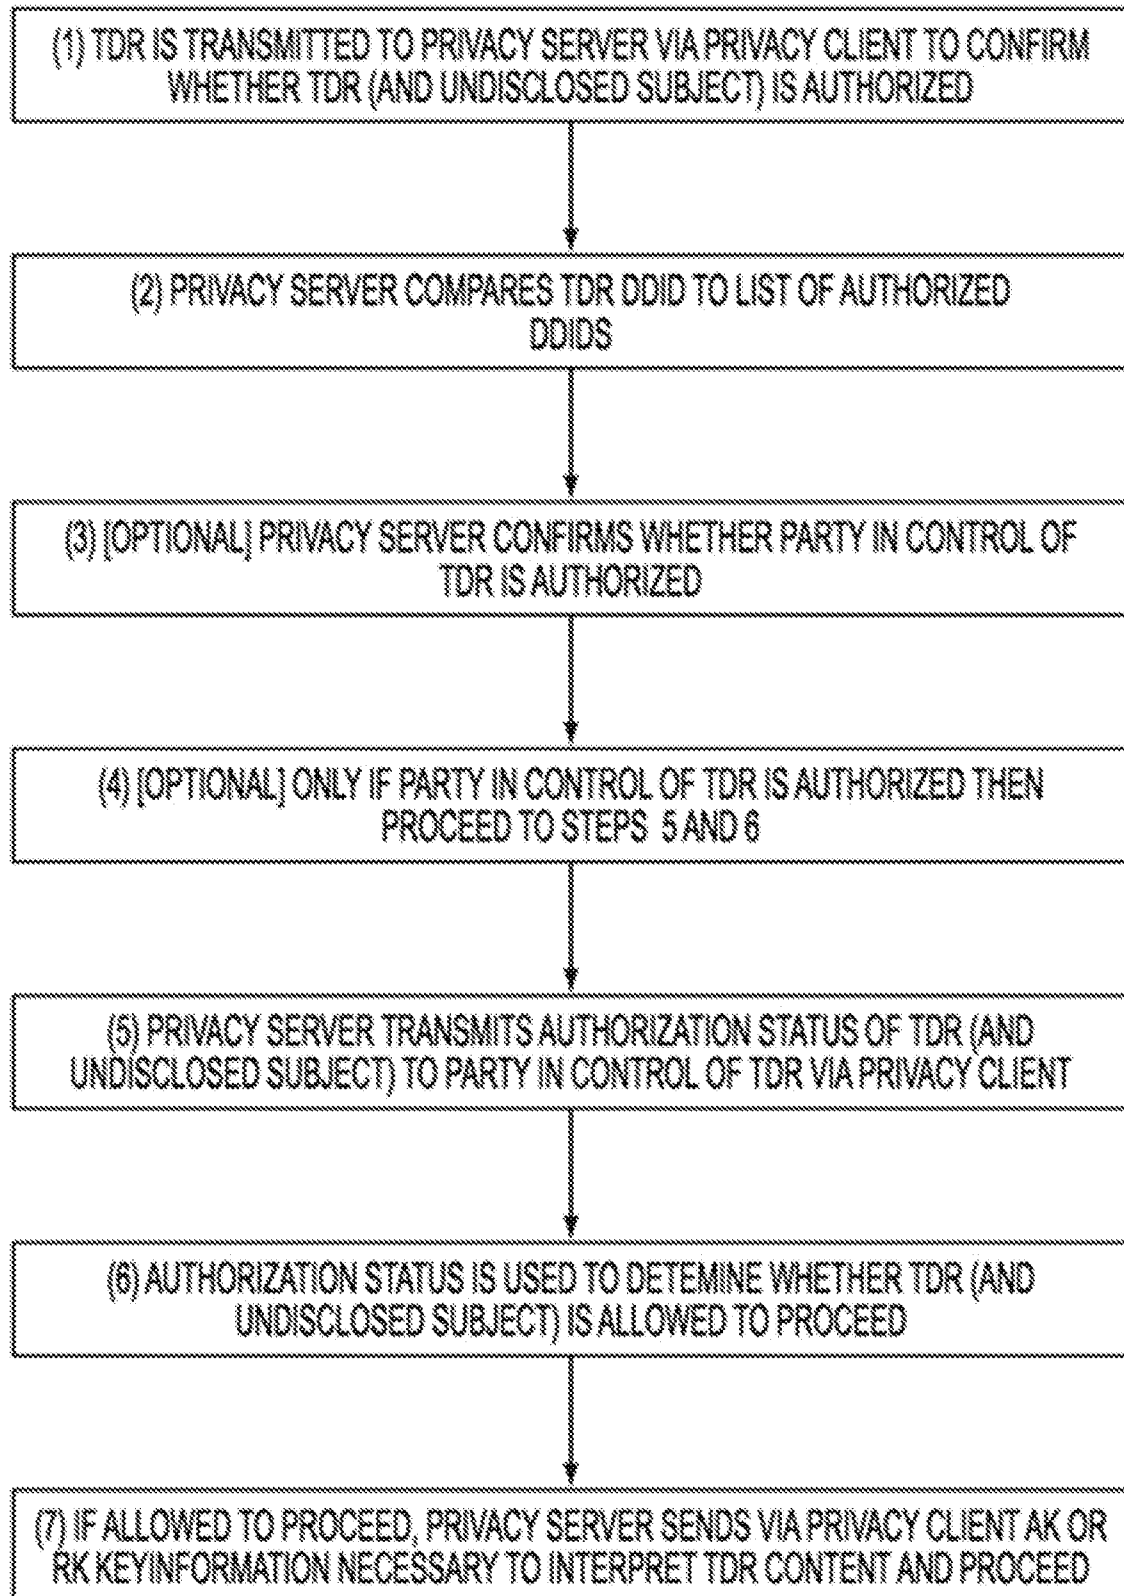 (1) TDR IS TRANSMITTED TO PRIVACY SERVER VIA PRIVACY CLIENT TO CONFIRM
WHETHER TDR (AND UNDISCLOSED SUBJECT) IS AUTHORIZED
(2) PRIVACY SERVER COMPARES TDR DDID TO LIST OF AUTHORIZED
DDIDS
(3) [OPTIONAL] PRIVACY SERVER CONFIRMS WHETHER PARTY IN CONTROL OF
TDR IS AUTHORIZED
(4) [OPTIONAL] ONLY IF PARTY IN CONTROL OF TDR IS AUTHORIZED THEN
PROCEED TO STEPS 5 AND 6
(5) PRIVACY SERVER TRANSMITS AUTHORIZATION STATUS OF TDR (AND
UNDISCLOSED SUBJECT) TO PARTY IN CONTROL OF TDR VIA PRIVACY CLIENT
(6) AUTHORIZATION STATUS IS USED TO DETEMINE WHETHER TDR (AND
UNDISCLOSED SUBJECT) IS ALLOWED TO PROCEED
(7) IF ALLOWED TO PROCEED, PRIVACY SERVER SENDS VIA PRIVACY CLIENT AK OR
RK KEYINFORMATION NECESSARY TO INTERPRET TDR CONTENT AND PROCEED